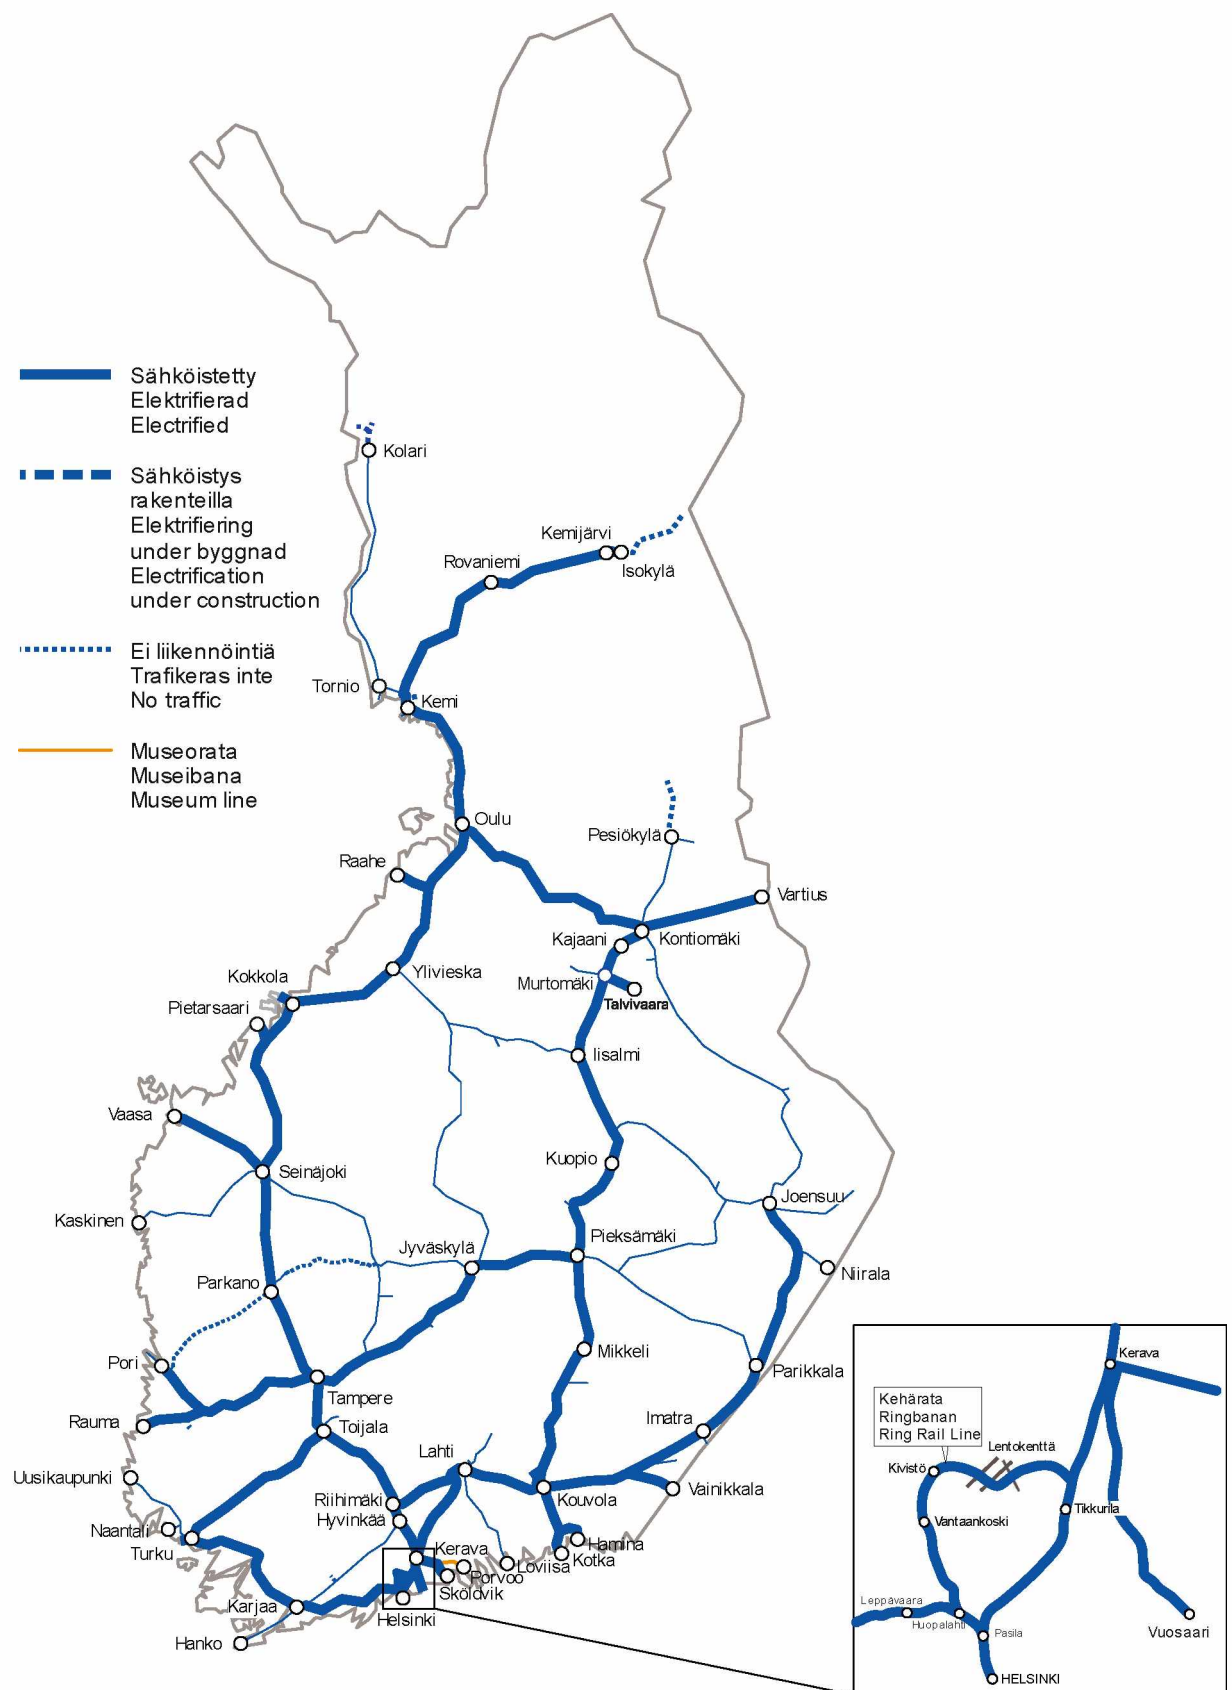 Sähköistetty
Elektrifierad
Electrified
Sähköistys
rakenteilla
Elektrifiering
under byggnad
Electrification
under construction
Ei liikennöintiä
Trafikeras inte
No traffic
Museorata
Museibana
Museum line
Kolari
Kemijärvi
Rovaniemi
Isokylä
Tornio
Kemi
Oulu
Pesiökylä
Raahe
Vartius
Kajaani
Kontiomäki
Ylivieska
Kokkola
Murtomäki
Talvivaara
Pietarsaari
Iisalmi
Vaasa
Kuopio
Seinäjoki
Joensuu
Kaskinen
Pieksämäki
Jyväskylä
Niirala
Parkano
Mikkeli
Pori
Parikkala
Tampere
Rauma
Imatra
Toijala
Lahti
Uusikaupunki
Vainikkala
Kouvola
Riihimäki
Hyvinkää
Naantali
Turku
Hamina
Kerava
Kotka
Loviisa
Porvoo
Sköldvik
Karjaa
Helsinki
Hanko
Kerava
Kehärata
Ringbanan
Ring Rail Line
Lentokenttä
Kivistö
Tikkurila
Vantaankoski
Leppävaara
Huopalahti
Pasila
Vuosaari
HELSINKI